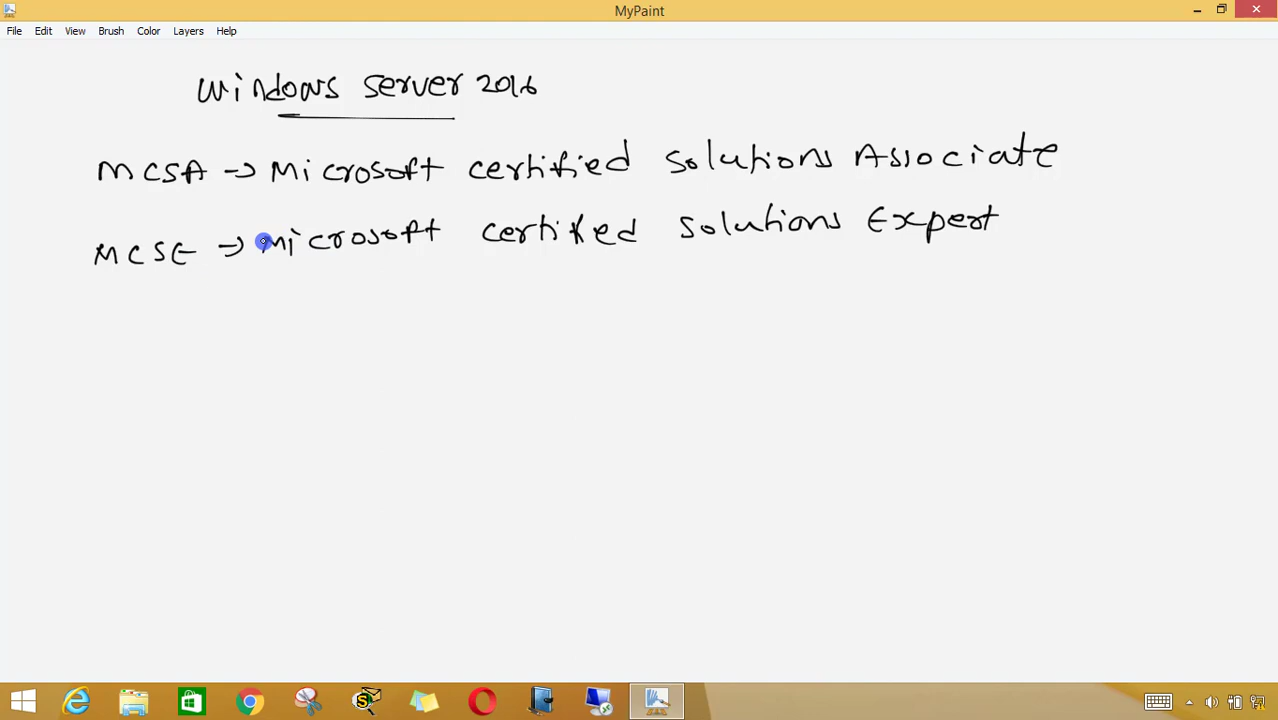 MyPaint
File Edit View Brush Color Layers Help
Windows Server 2016
MCSA → Microsoft certified solutions Associate
MCSE → Microsoft certified solutions Expert